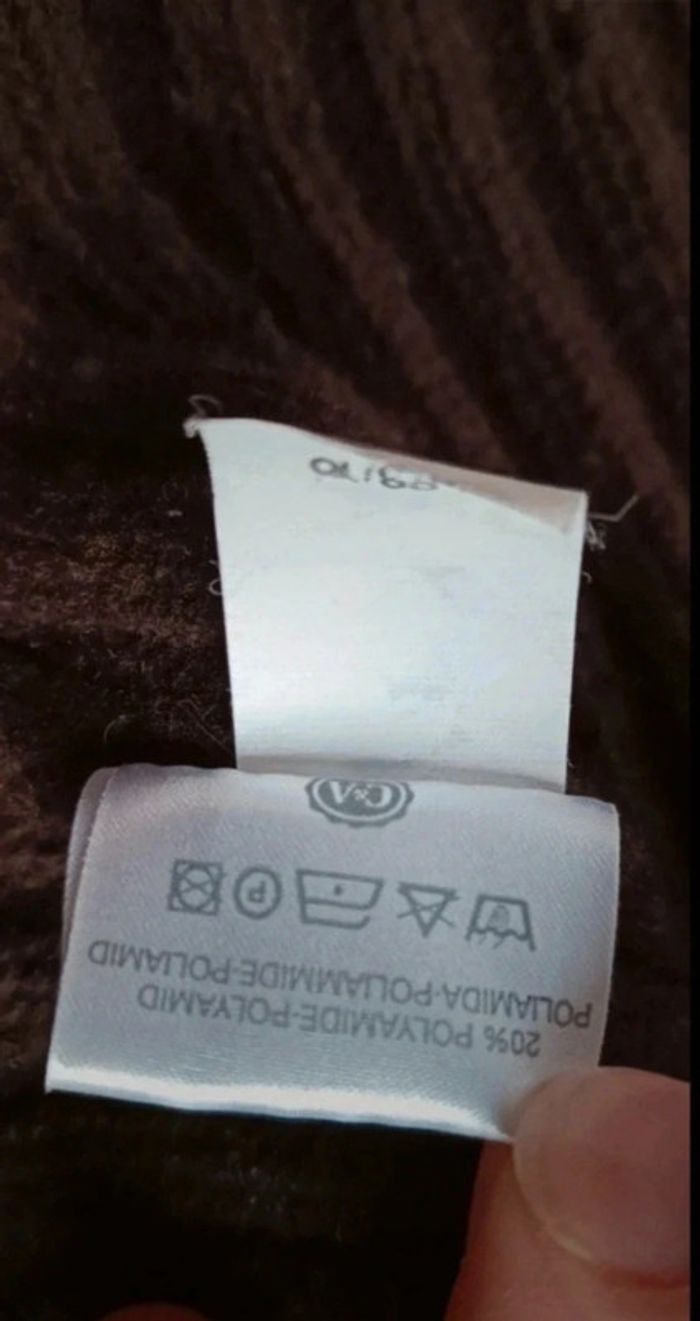 20% POLYAMIDE-POLYAMID
POLIAMIDA-POLIAMMIDE-POLIAMID
P
C&A